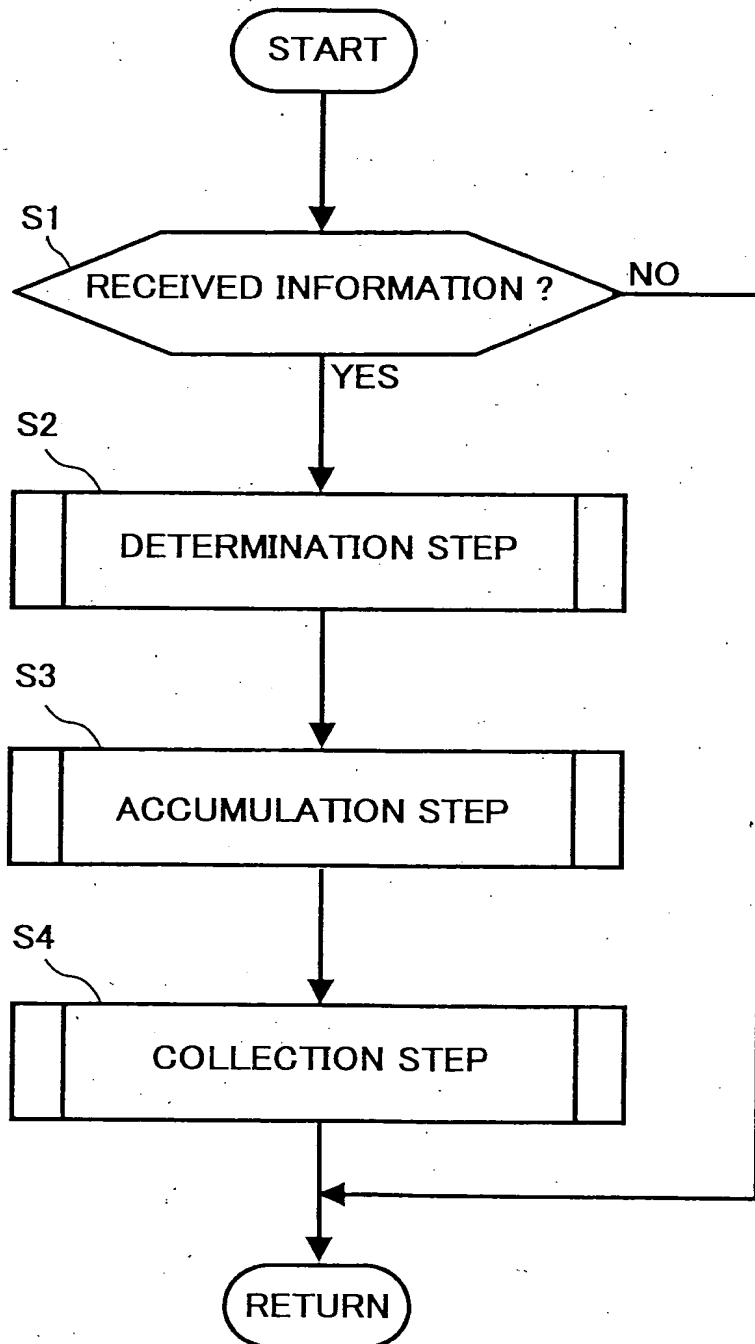 START
S1
RECEIVED INFORMATION ?
NO
YES
S2
DETERMINATION STEP
S3
ACCUMULATION STEP
S4
COLLECTION STEP
RETURN